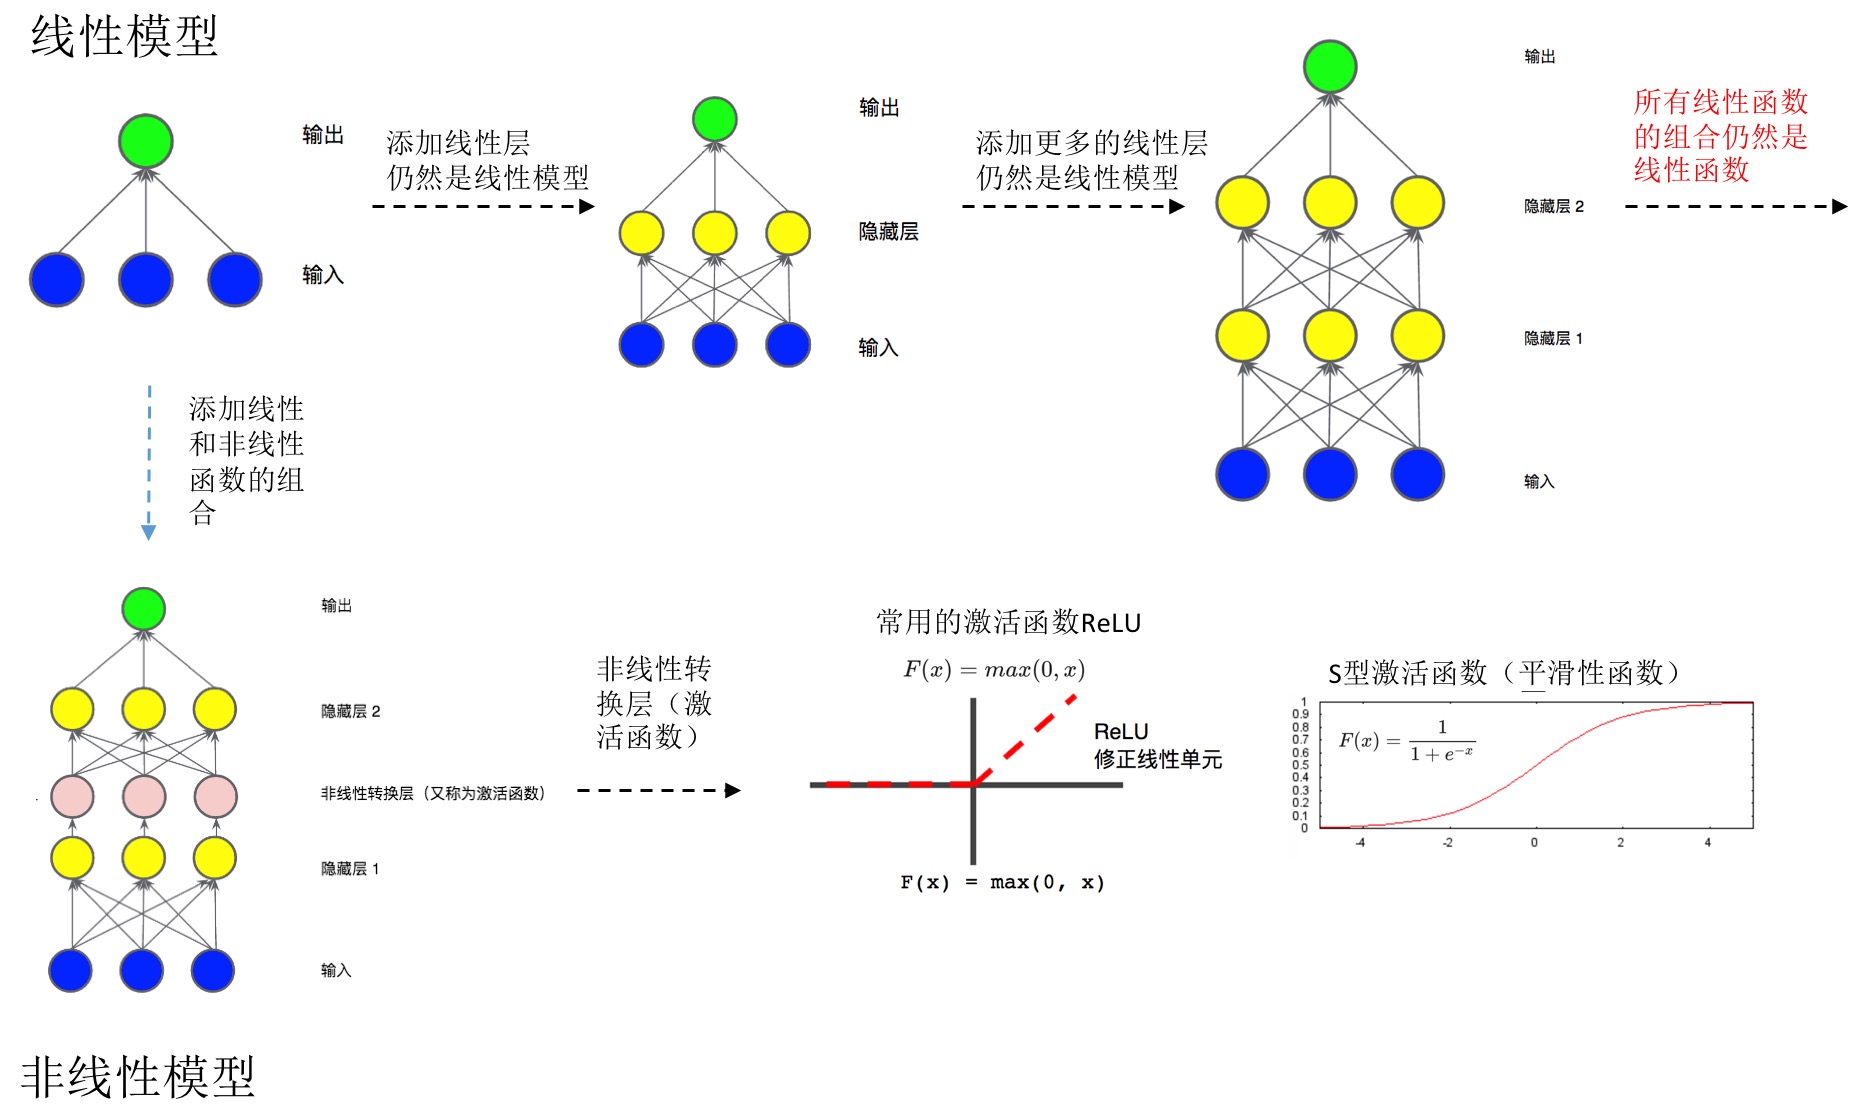 线性模型
输出
输入
添加线性层
仍然是线性模型
输出
隐藏层
输入
添加更多的线性层
仍然是线性模型
输出
隐藏层 2
隐藏层 1
输入
所有线性函数
的组合仍然是
线性函数
添加线性
和非线性
函数的组
合
输出
隐藏层 2
非线性转换层（又称为激活函数）
隐藏层 1
输入
非线性转
换层（激
活函数）
常用的激活函数ReLU
F(x) = max(0, x)
ReLU
修正线性单元
F(x) = max(0, x)
S型激活函数（平滑性函数）
F(x) = 1 / (1 + e^{-x})
1
0.9
0.8
0.7
0.6
0.5
0.4
0.3
0.2
0.1
0
-4 -2 0 2 4
非线性模型